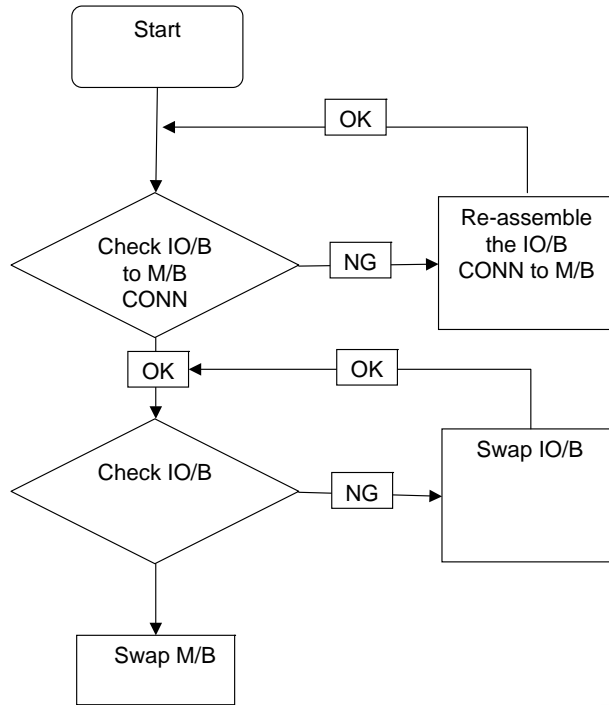 Start
OK
Check IO/B
to M/B
CONN
NG
Re-assemble
the IO/B
CONN to M/B
OK
OK
Check IO/B
NG
Swap IO/B
Swap M/B